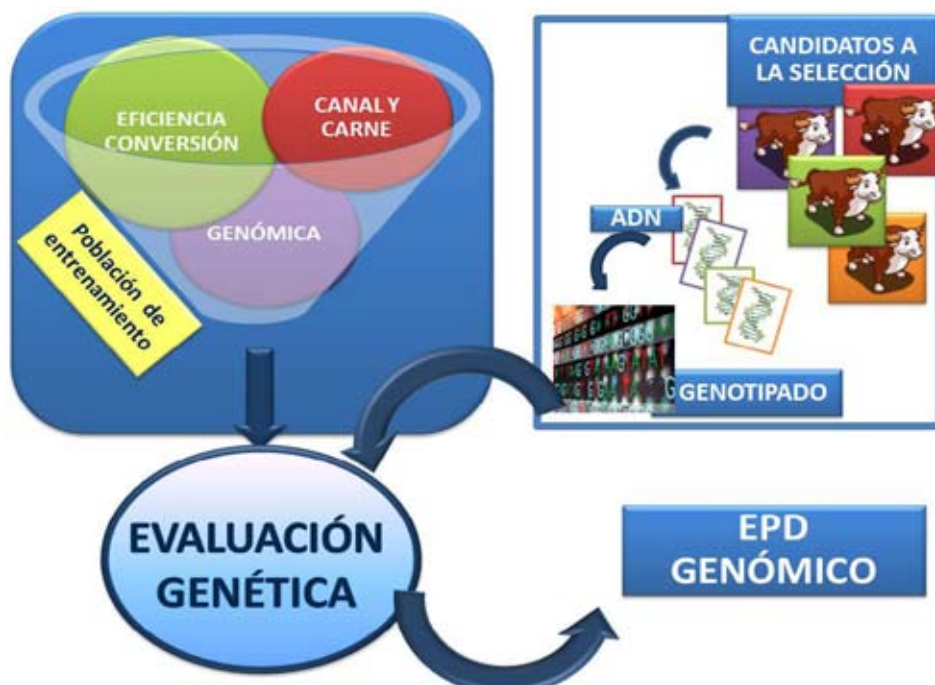 EFICIENCIA
CONVERSIÓN
CANAL Y
CARNE
GENÓMICA
Población de
entrenamiento
CANDIDATOS A
LA SELECCIÓN
ADN
GENOTIPADO
EVALUACIÓN
GENÉTICA
EPD
GENÓMICO